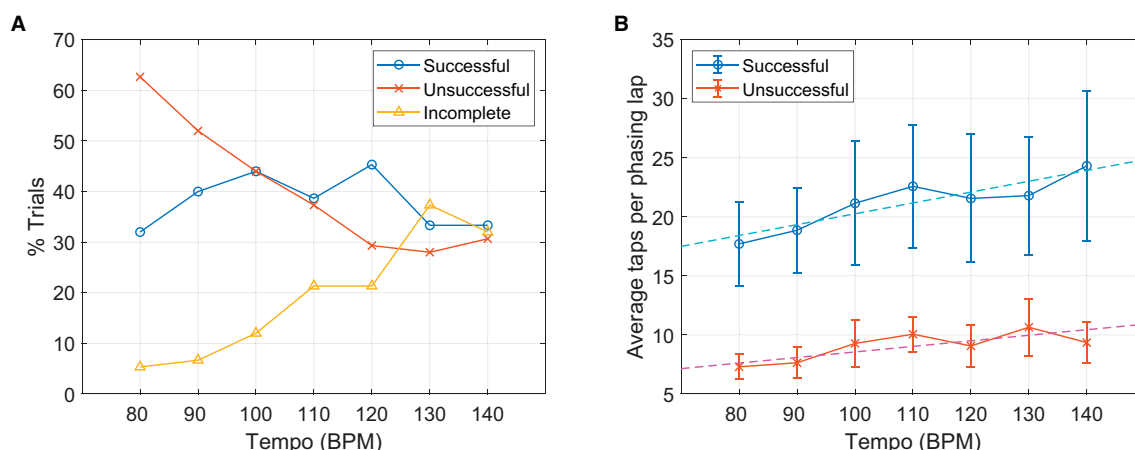 A
70
60
50
40
30
20
10
0
% Trials
Successful
Unsuccessful
Incomplete
80 90 100 110 120 130 140
Tempo (BPM)
B
35
30
25
20
15
10
5
Average taps per phasing lap
Successful
Unsuccessful
80 90 100 110 120 130 140
Tempo (BPM)